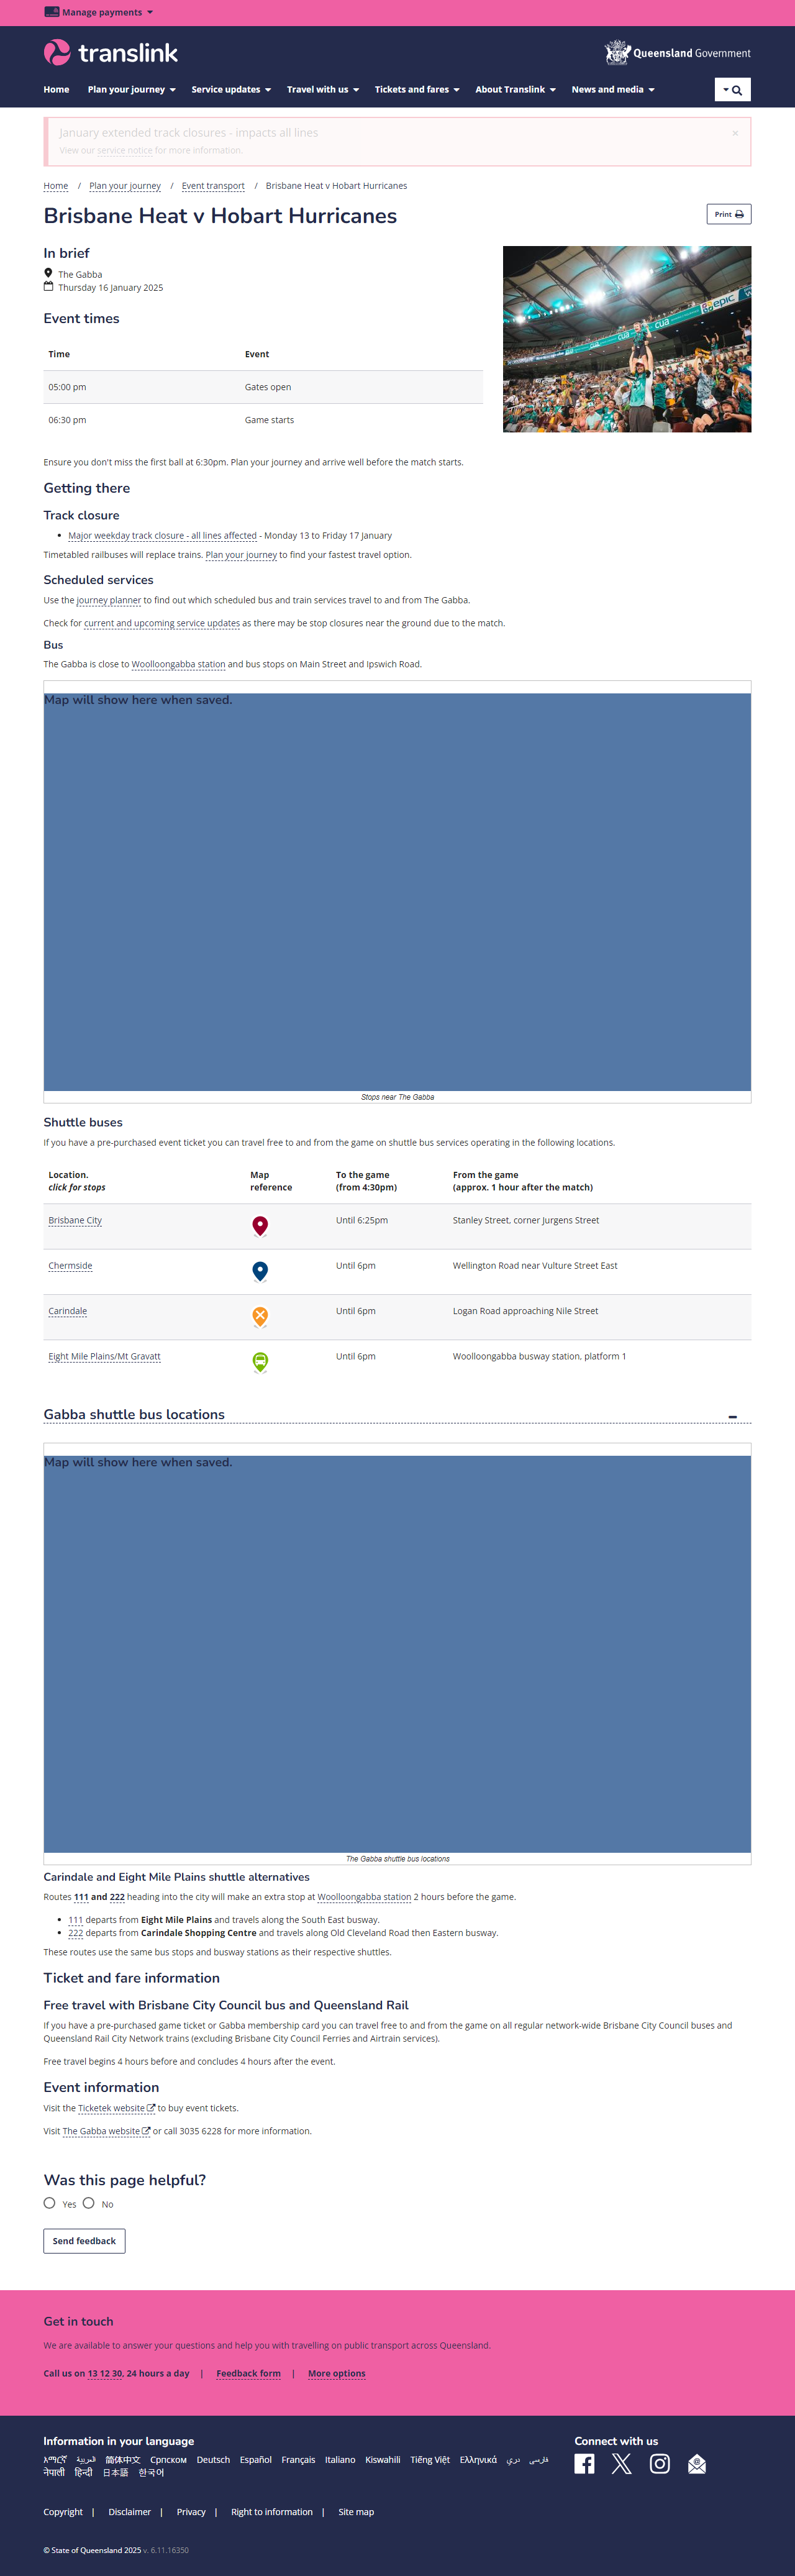 Manage payments
translink
Queensland Government
Home Plan your journey Service updates Travel with us Tickets and fares About Translink News and media
January extended track closures - impacts all lines ×
View our service notice for more information.
Home / Plan your journey / Event transport / Brisbane Heat v Hobart Hurricanes
Brisbane Heat v Hobart Hurricanes
Print
In brief
The Gabba
Thursday 16 January 2025
Event times
Time Event
05:00 pm Gates open
06:30 pm Game starts
cua cua epic
Ensure you don't miss the first ball at 6:30pm. Plan your journey and arrive well before the match starts.
Getting there
Track closure
• Major weekday track closure - all lines affected - Monday 13 to Friday 17 January
Timetabled railbuses will replace trains. Plan your journey to find your fastest travel option.
Scheduled services
Use the journey planner to find out which scheduled bus and train services travel to and from The Gabba.
Check for current and upcoming service updates as there may be stop closures near the ground due to the match.
Bus
The Gabba is close to Woolloongabba station and bus stops on Main Street and Ipswich Road.
Map will show here when saved.
Stops near The Gabba
Shuttle buses
If you have a pre-purchased event ticket you can travel free to and from the game on shuttle bus services operating in the following locations.
Location. Map To the game From the game
click for stops reference (from 4:30pm) (approx. 1 hour after the match)
Brisbane City Until 6:25pm Stanley Street, corner Jurgens Street
Chermside Until 6pm Wellington Road near Vulture Street East
Carindale Until 6pm Logan Road approaching Nile Street
Eight Mile Plains/Mt Gravatt Until 6pm Woolloongabba busway station, platform 1
Gabba shuttle bus locations
Map will show here when saved.
The Gabba shuttle bus locations
Carindale and Eight Mile Plains shuttle alternatives
Routes 111 and 222 heading into the city will make an extra stop at Woolloongabba station 2 hours before the game.
• 111 departs from Eight Mile Plains and travels along the South East busway.
• 222 departs from Carindale Shopping Centre and travels along Old Cleveland Road then Eastern busway.
These routes use the same bus stops and busway stations as their respective shuttles.
Ticket and fare information
Free travel with Brisbane City Council bus and Queensland Rail
If you have a pre-purchased game ticket or Gabba membership card you can travel free to and from the game on all regular network-wide Brisbane City Council buses and
Queensland Rail City Network trains (excluding Brisbane City Council Ferries and Airtrain services).
Free travel begins 4 hours before and concludes 4 hours after the event.
Event information
Visit the Ticketek website to buy event tickets.
Visit The Gabba website or call 3035 6228 for more information.
Was this page helpful?
Yes No
Send feedback
Get in touch
We are available to answer your questions and help you with travelling on public transport across Queensland.
Call us on 13 12 30, 24 hours a day | Feedback form | More options
Information in your language Connect with us
አማርኛ العربية 简体中文 Српском Deutsch Español Français Italiano Kiswahili Tiếng Việt Ελληνικά دري فارسی
नेपाली हिन्दी 日本語 한국어
Copyright | Disclaimer | Privacy | Right to information | Site map
© State of Queensland 2025 v. 6.11.16350